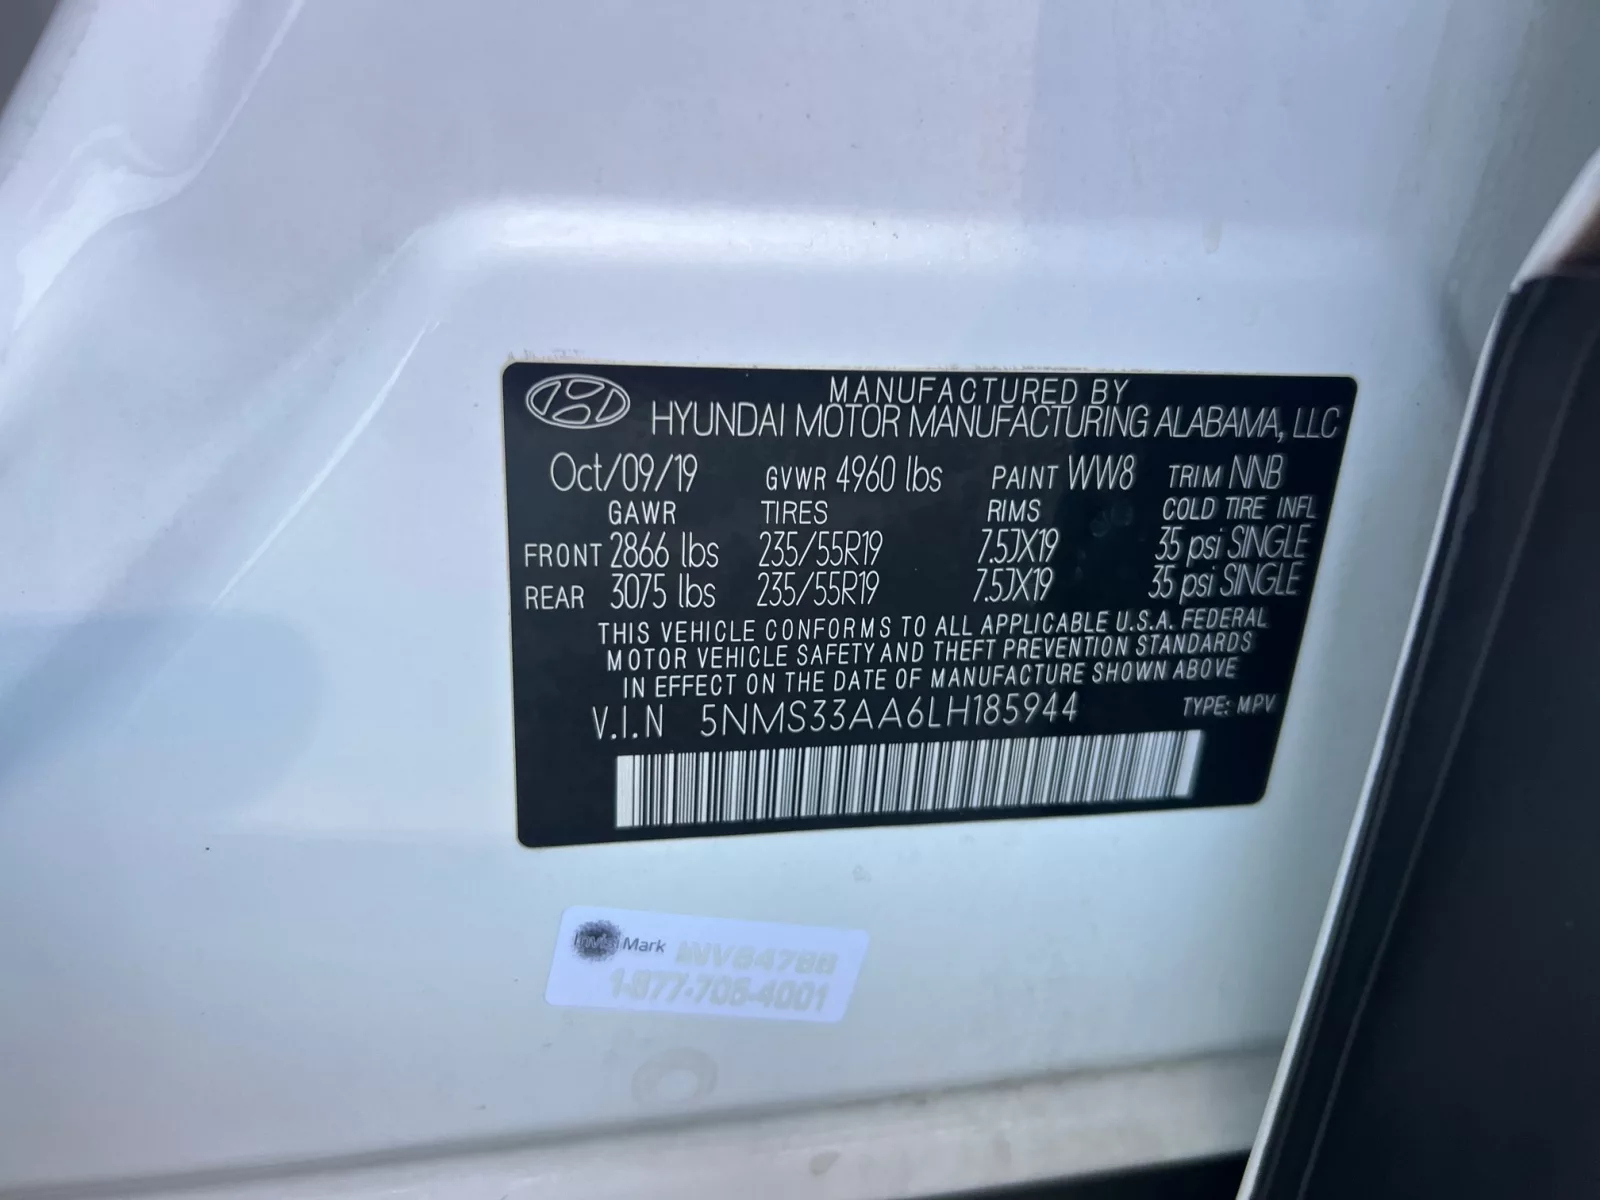 MANUFACTURED BY
HYUNDAI MOTOR MANUFACTURING ALABAMA, LLC
Oct/09/19 GVWR 4960 lbs PAINT WW8 TRIM NNB
GAWR TIRES RIMS COLD TIRE INFL
FRONT 2866 lbs 235/55R19 7.5JX19 35 psi SINGLE
REAR 3075 lbs 235/55R19 7.5JX19 35 psi SINGLE
THIS VEHICLE CONFORMS TO ALL APPLICABLE U.S.A. FEDERAL
MOTOR VEHICLE SAFETY AND THEFT PREVENTION STANDARDS
IN EFFECT ON THE DATE OF MANUFACTURE SHOWN ABOVE
V.I.N 5NMS33AA6LH185944 TYPE: MPV
Mark
1-877-705-4001